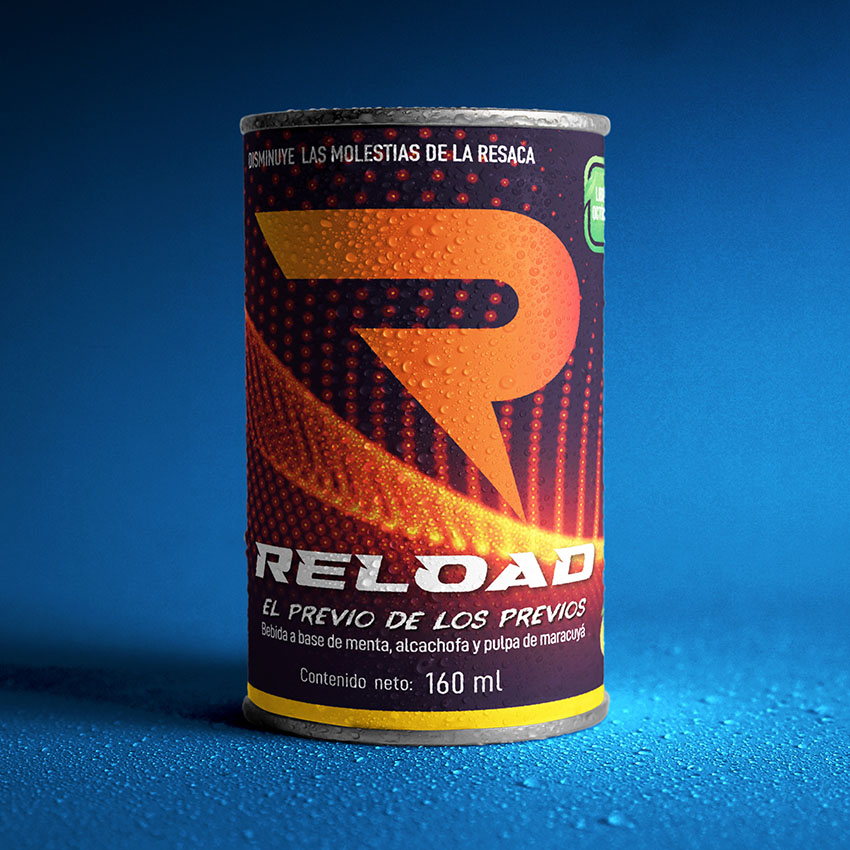 DISMINUYE LAS MOLESTIAS DE LA RESACA
RELOAD
EL PREVIO DE LOS PREVIOS
Bebida a base de menta, alcachofa y pulpa de maracuyá
Contenido neto: 160 ml